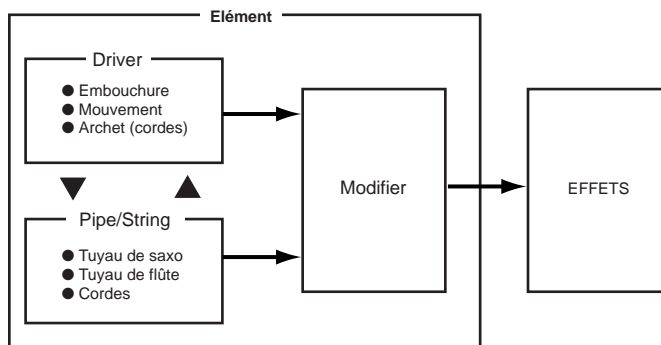 Elément
Driver
● Embouchure
● Mouvement
● Archet (cordes)
Modifier
EFFETS
Pipe/String
● Tuyau de saxo
● Tuyau de flûte
● Cordes